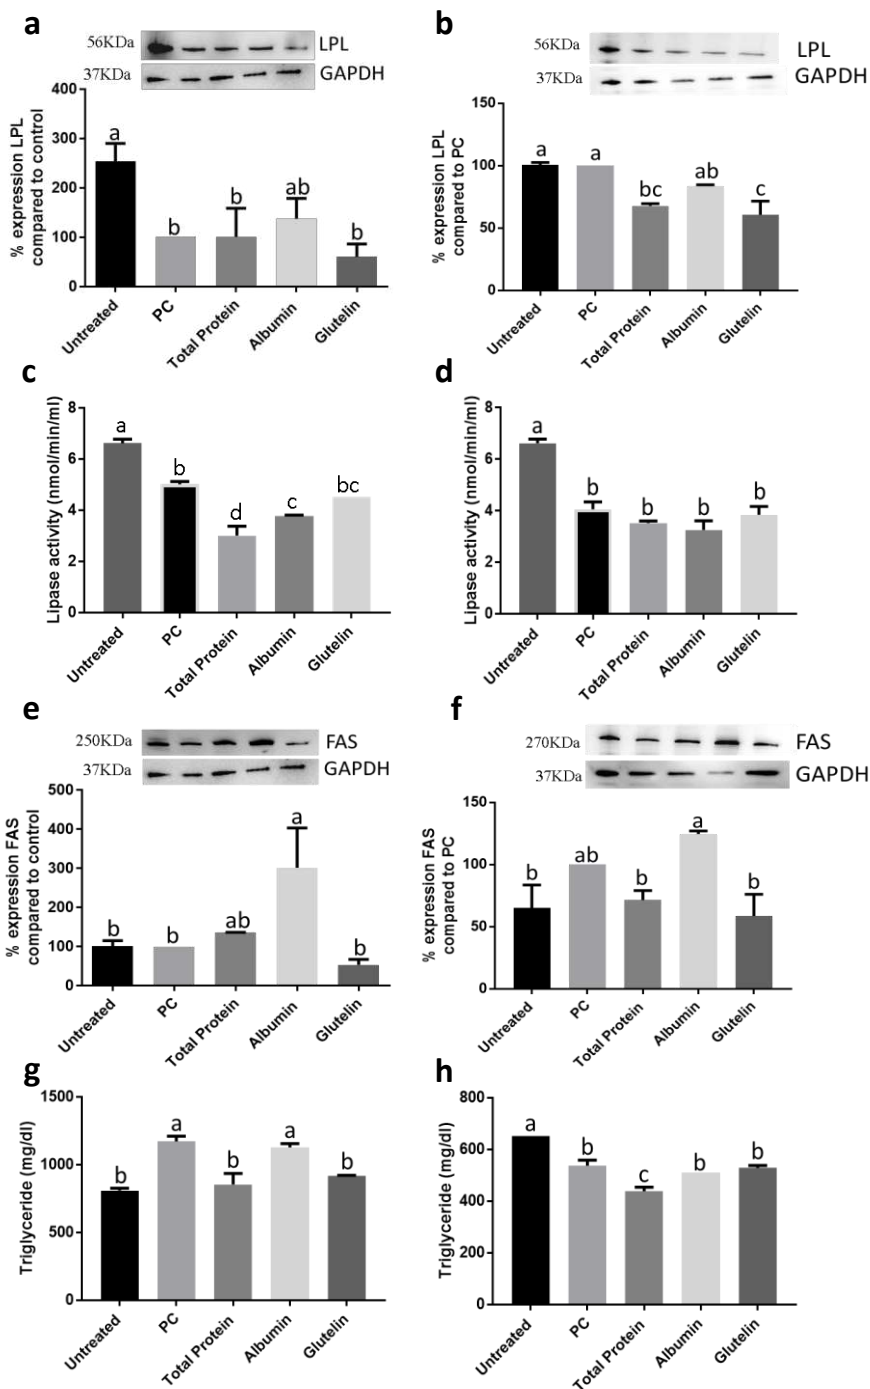 a
56KDa LPL
37KDa GAPDH
% expression LPL
compared to control
400
300
200
100
0
a
b
b
ab
b
Untreated
PC
Total Protein
Albumin
Glutelin
b
56KDa LPL
37KDa GAPDH
% expression LPL
compared to PC
150
100
50
0
a
a
bc
ab
c
Untreated
PC
Total Protein
Albumin
Glutelin
c
Lipase activity (nmol/min/ml)
8
6
4
2
0
a
b
d
c
bc
Untreated
PC
Total Protein
Albumin
Glutelin
d
Lipase activity (nmol/min/ml)
8
6
4
2
0
a
b
b
b
b
Untreated
PC
Total Protein
Albumin
Glutelin
e
250KDa FAS
37KDa GAPDH
% expression FAS
compared to control
500
400
300
200
100
0
b
b
ab
a
b
Untreated
PC
Total Protein
Albumin
Glutelin
f
270KDa FAS
37KDa GAPDH
% expression FAS
compared to PC
150
100
50
0
b
ab
b
a
b
Untreated
PC
Total Protein
Albumin
Glutelin
g
Triglyceride (mg/dl)
1500
1000
500
0
b
a
b
a
b
Untreated
PC
Total Protein
Albumin
Glutelin
h
Triglyceride (mg/dl)
800
600
400
200
0
a
b
c
b
b
Untreated
PC
Total Protein
Albumin
Glutelin